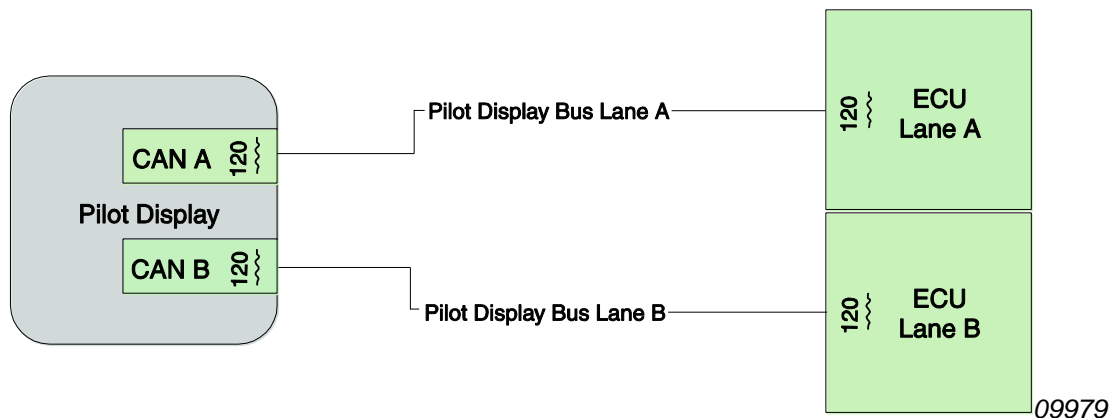 CAN A
120
Pilot Display
CAN B
120
Pilot Display Bus Lane A
Pilot Display Bus Lane B
120
ECU
Lane A
120
ECU
Lane B
09979